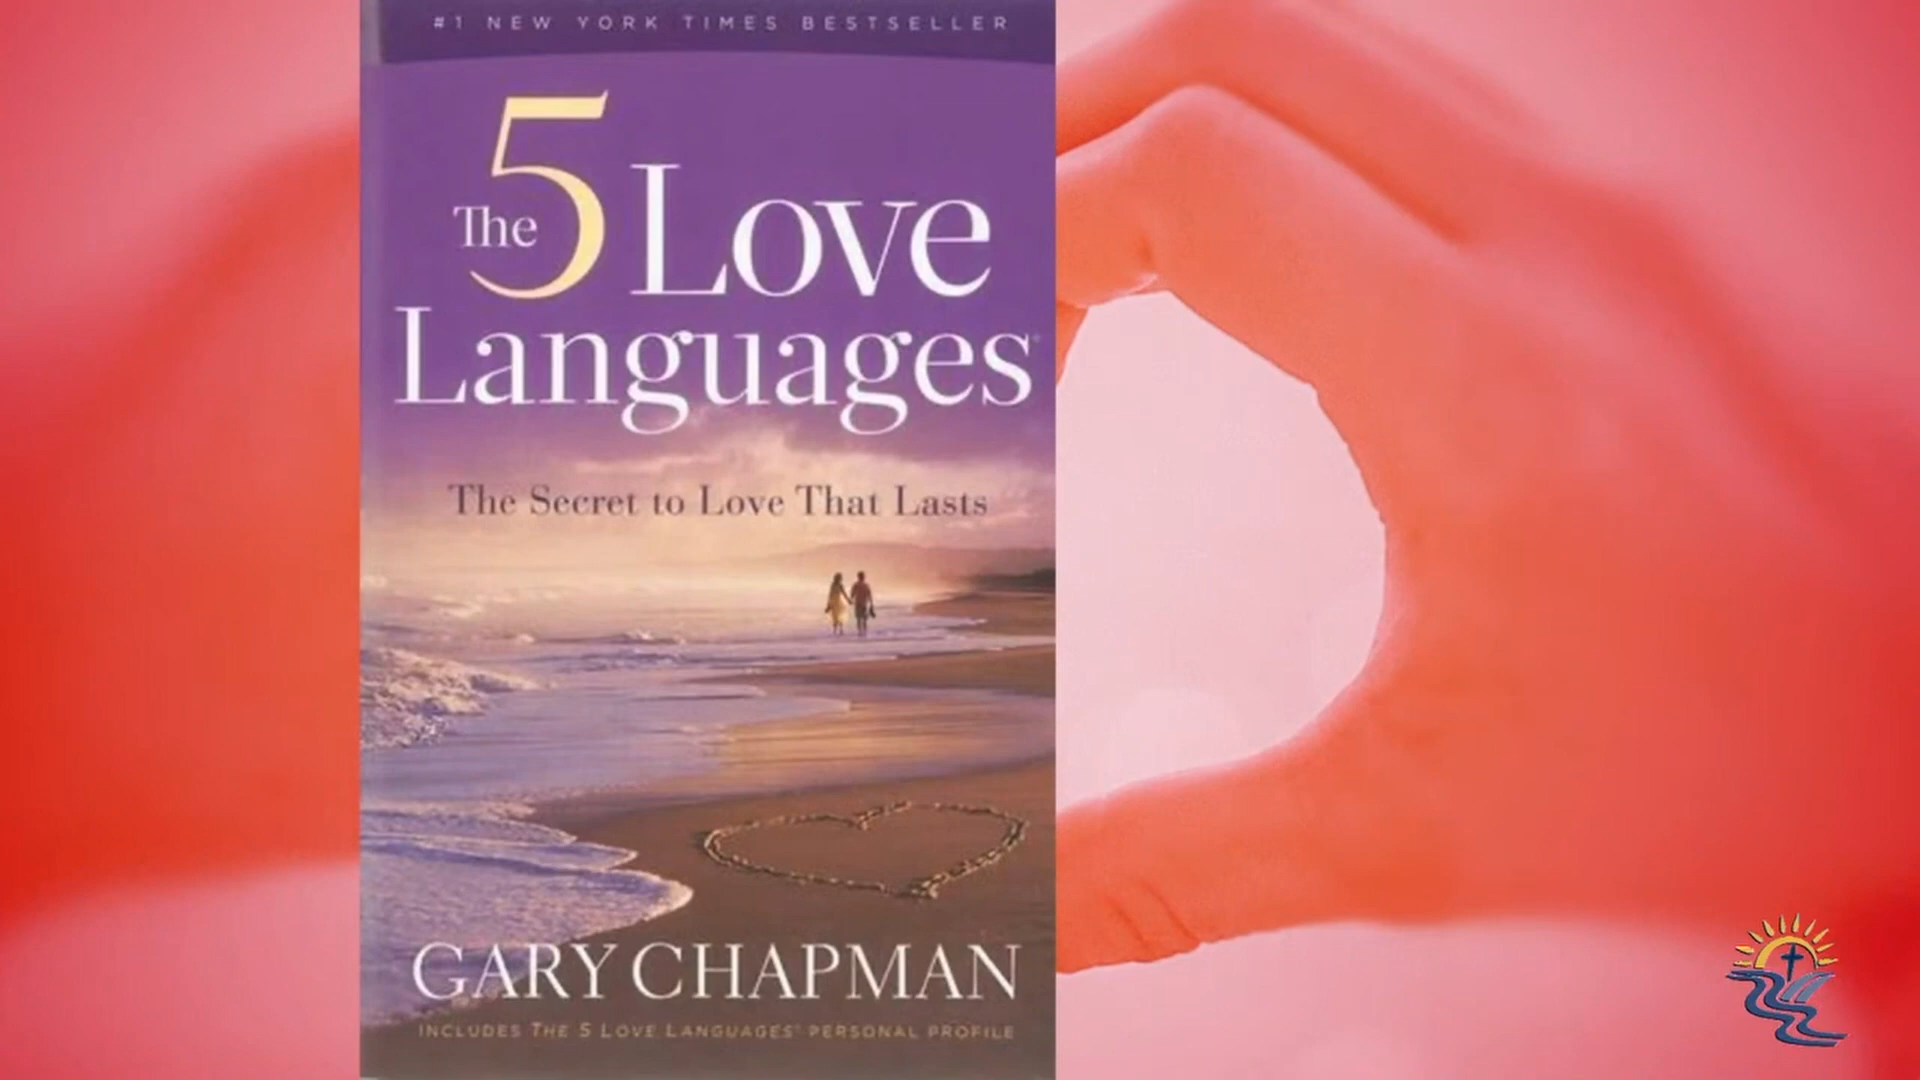 #1 NEW YORK TIMES BESTSELLER
The 5 Love
Languages®
The Secret to Love That Lasts
GARY CHAPMAN
INCLUDES THE 5 LOVE LANGUAGES® PERSONAL PROFILE